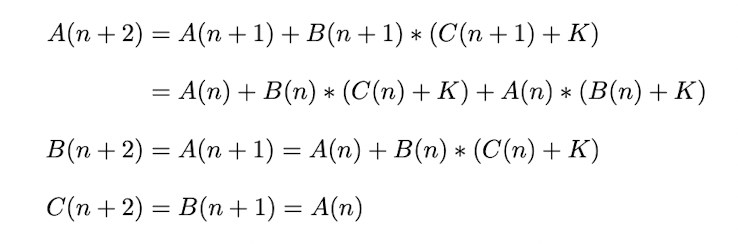 A(n + 2) = A(n + 1) + B(n + 1) ∗ (C(n + 1) + K)
= A(n) + B(n) ∗ (C(n) + K) + A(n) ∗ (B(n) + K)
B(n + 2) = A(n + 1) = A(n) + B(n) ∗ (C(n) + K)
C(n + 2) = B(n + 1) = A(n)